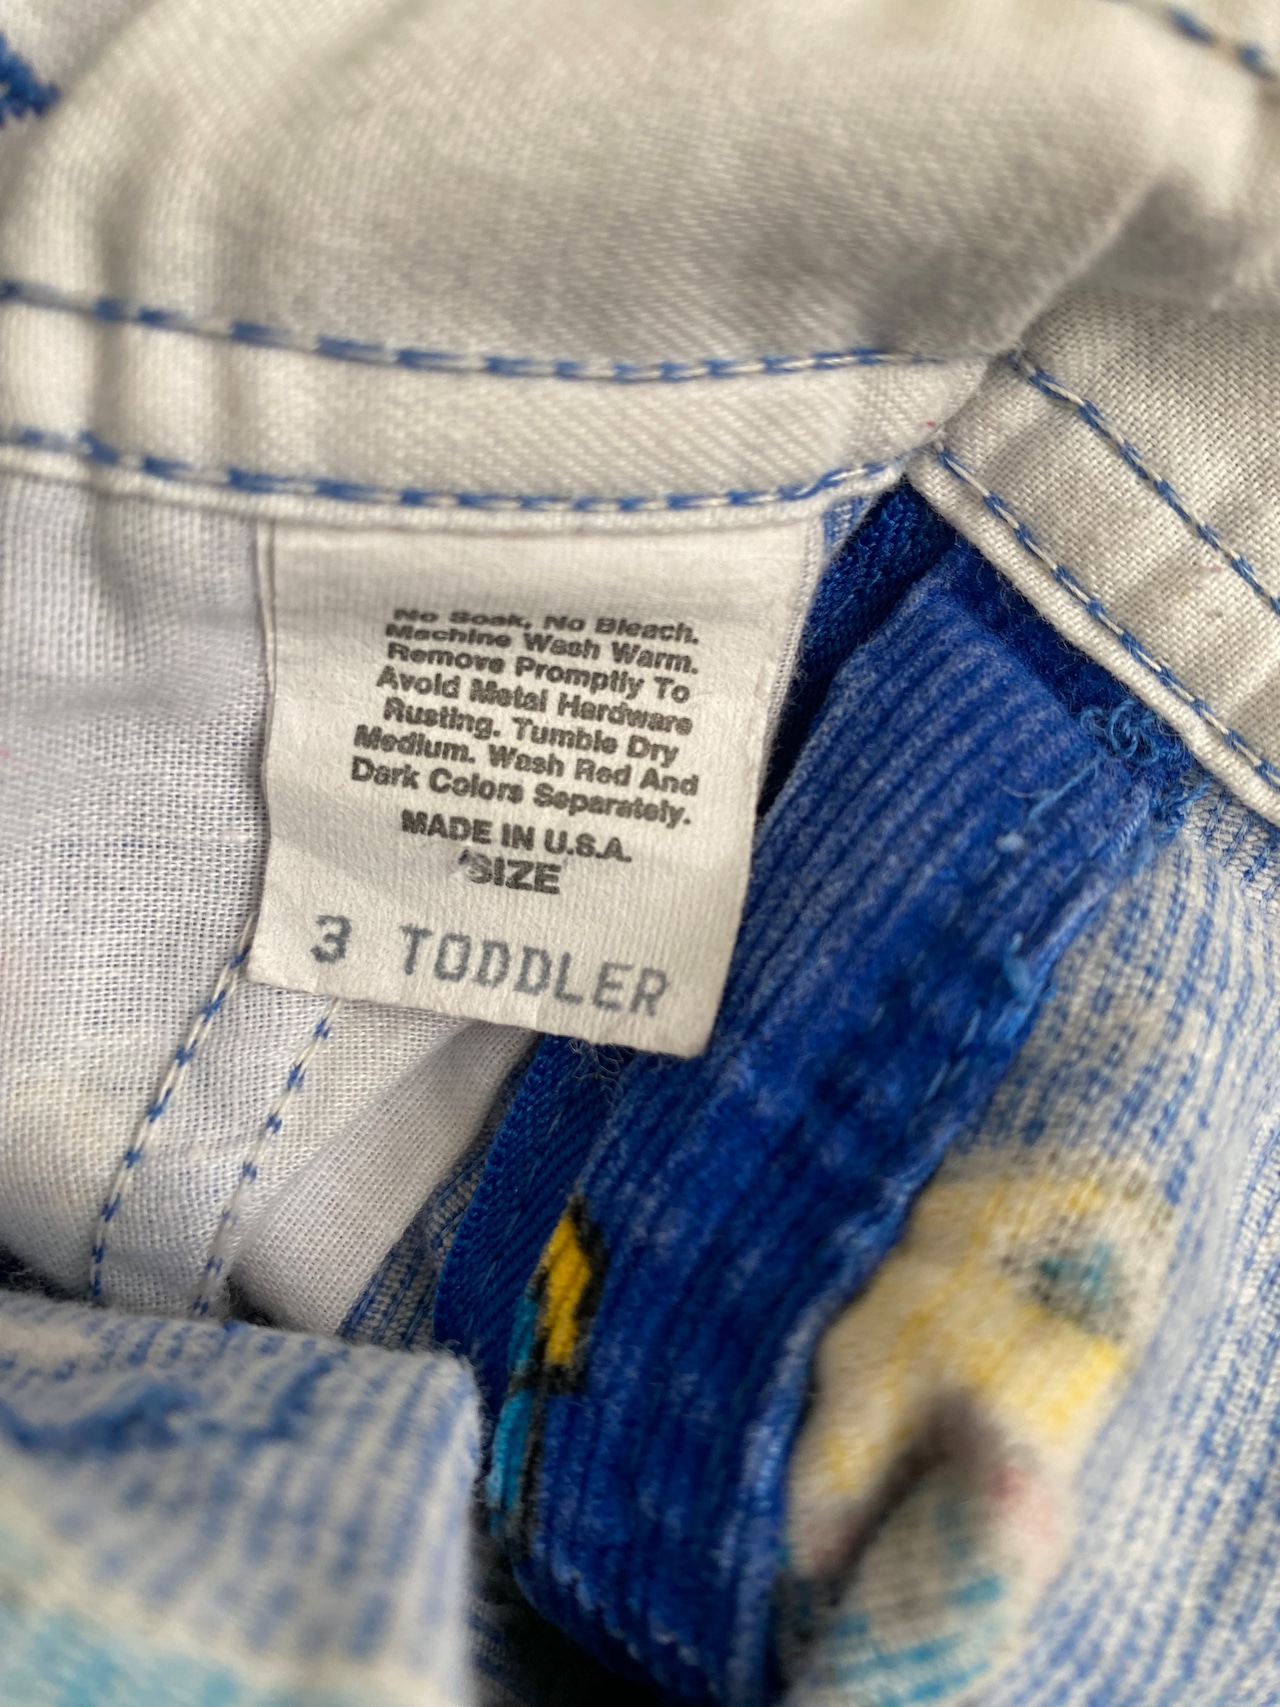 No Soak, No Bleach.
Machine Wash Warm.
Remove Promptly To
Avoid Metal Hardware
Rusting. Tumble Dry
Medium. Wash Red And
Dark Colors Separately.
MADE IN U.S.A.
SIZE
3 TODDLER